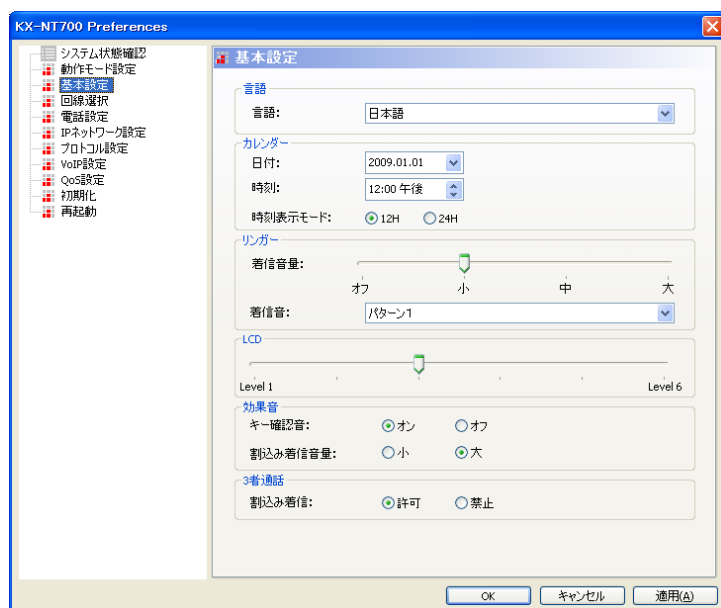 KX-NT700 Preferences
システム状態確認
動作モード設定
基本設定
回線選択
電話設定
IPネットワーク設定
プロトコル設定
VoIP設定
QoS設定
初期化
再起動
基本設定
言語
言語:
日本語
カレンダー
日付:
2009.01.01
時刻:
12:00 午後
時刻表示モード:
12H
24H
リンガー
着信音量:
オフ
小
中
大
着信音:
パターン1
LCD
Level 1
Level 6
効果音
キー確認音:
オン
オフ
割込み着信音量:
小
大
3者通話
割込み着信:
許可
禁止
OK
キャンセル
適用(A)